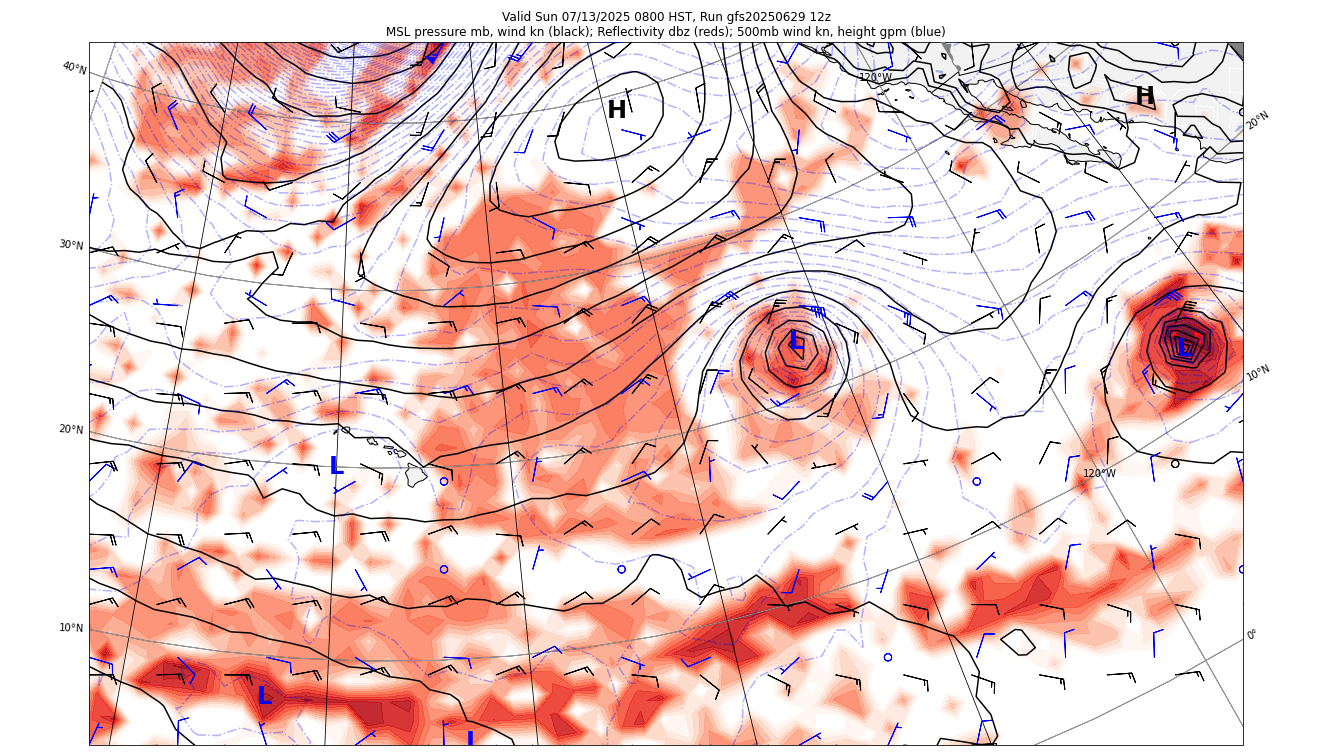 Valid Sun 07/13/2025 0800 HST, Run gfs20250629 12z
MSL pressure mb, wind kn (black); Reflectivity dbz (reds); 500mb wind kn, height gpm (blue)
40°N
120°W
H
H
20°N
30°N
L
L
10°N
20°N
L
120°W
10°N
0°
L
L